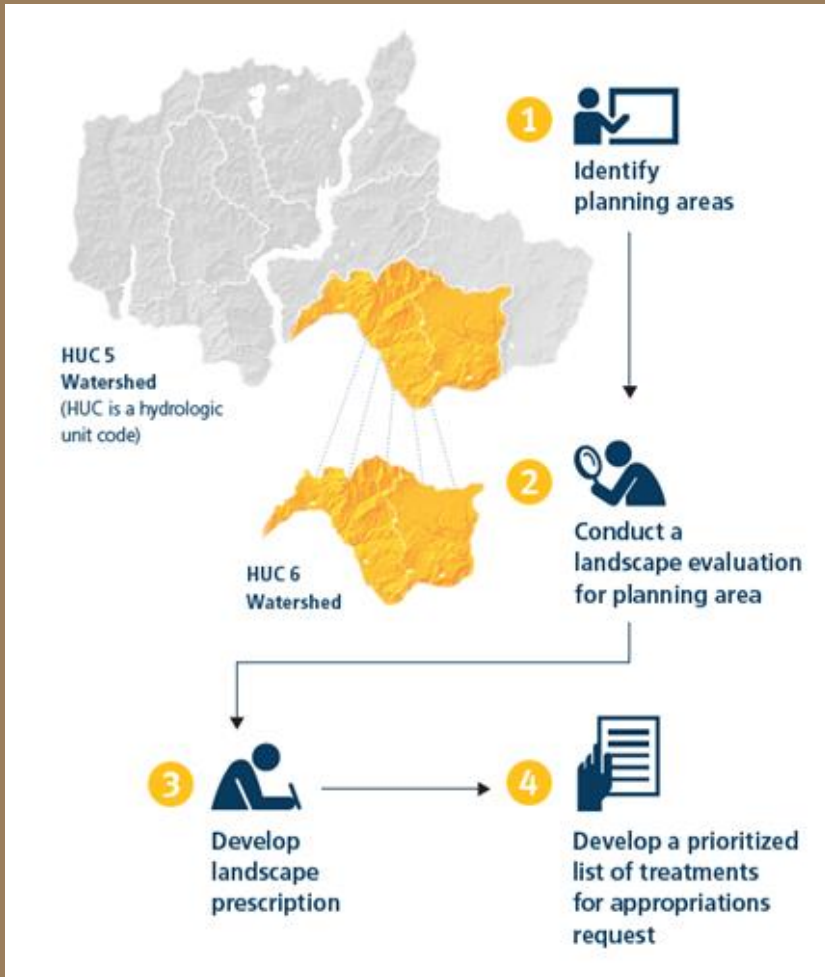 1
Identify
planning areas
HUC 5
Watershed
(HUC is a hydrologic
unit code)
2
Conduct a
landscape evaluation
for planning area
HUC 6
Watershed
3
Develop
landscape
prescription
4
Develop a prioritized
list of treatments
for appropriations
request